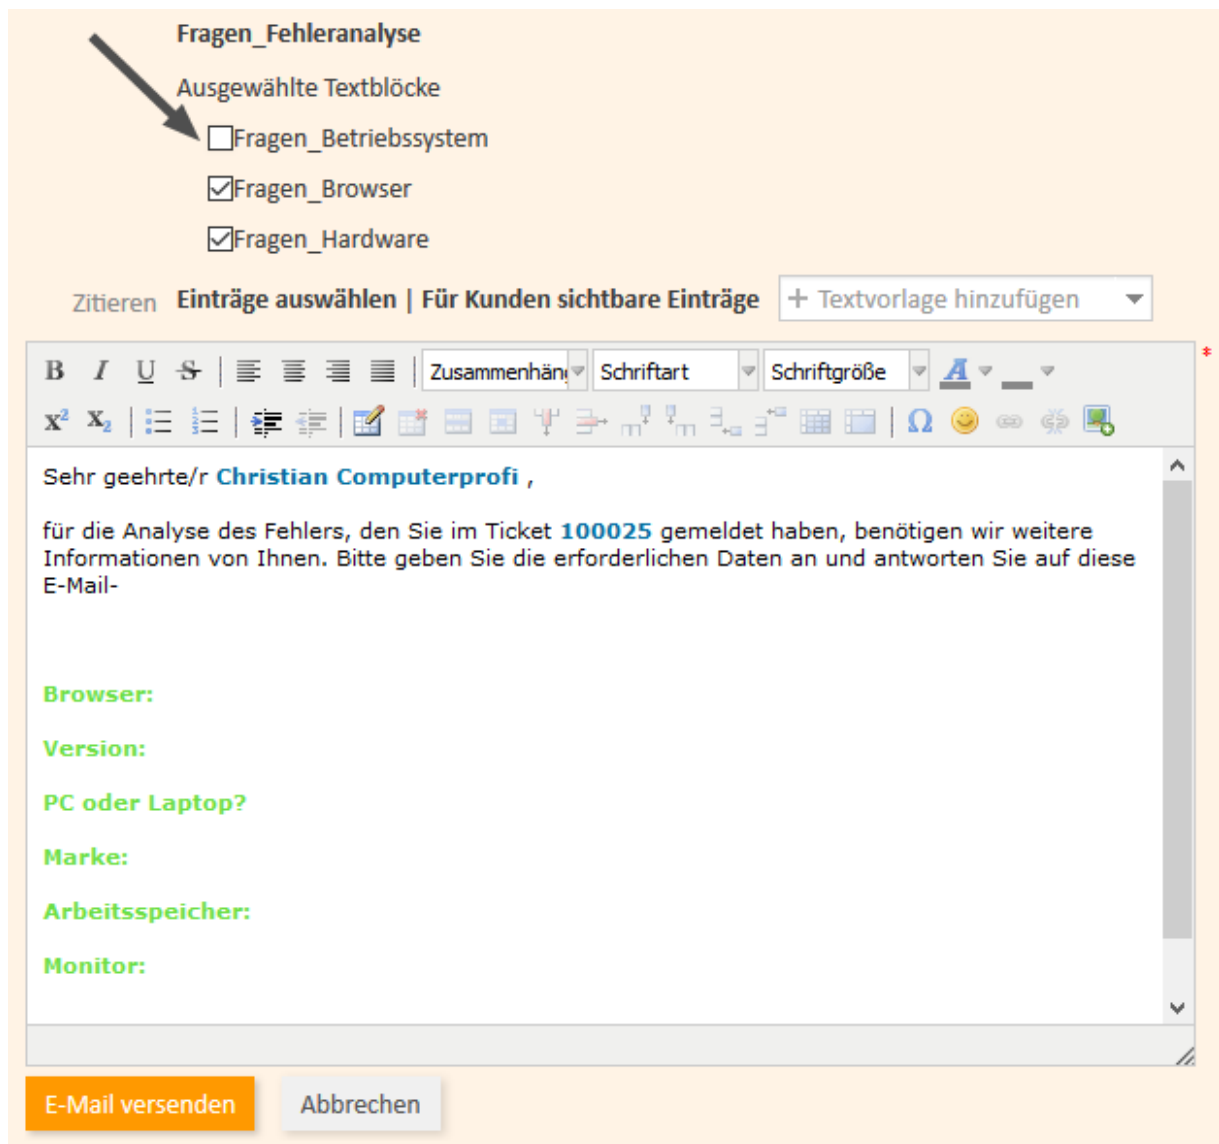 Fragen_Fehleranalyse
Ausgewählte Textblöcke
Fragen_Betriebssystem
Fragen_Browser
Fragen_Hardware
Zitieren Einträge auswählen | Für Kunden sichtbare Einträge + Textvorlage hinzufügen
*
B I U S Zusammenhäng Schriftart Schriftgröße A
x² X₂ Ω
Sehr geehrte/r Christian Computerprofi ,
für die Analyse des Fehlers, den Sie im Ticket 100025 gemeldet haben, benötigen wir weitere
Informationen von Ihnen. Bitte geben Sie die erforderlichen Daten an und antworten Sie auf diese
E-Mail-
Browser:
Version:
PC oder Laptop?
Marke:
Arbeitsspeicher:
Monitor:
E-Mail versenden Abbrechen